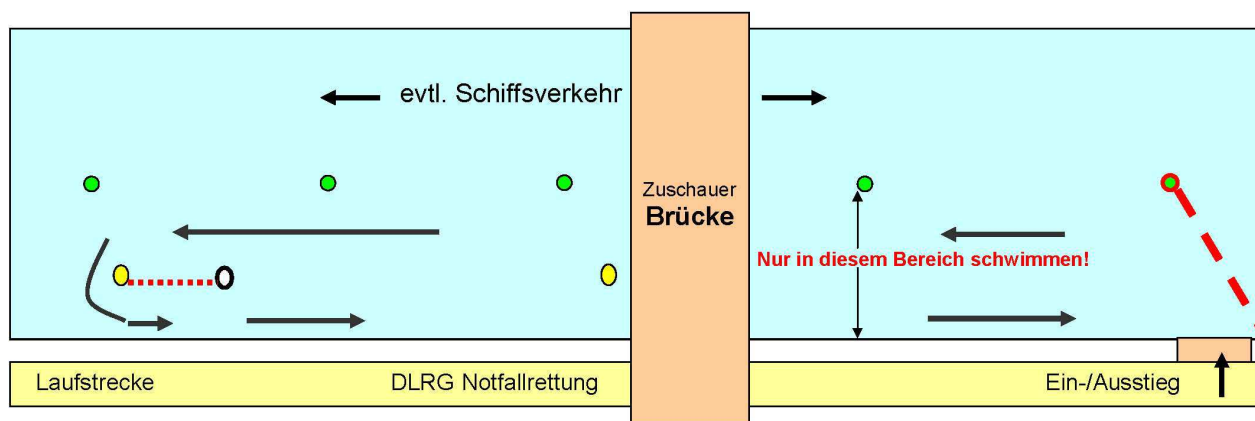 evtl. Schiffsverkehr
Zuschauer
Brücke
Nur in diesem Bereich schwimmen!
Laufstrecke
DLRG Notfallrettung
Ein-/Ausstieg